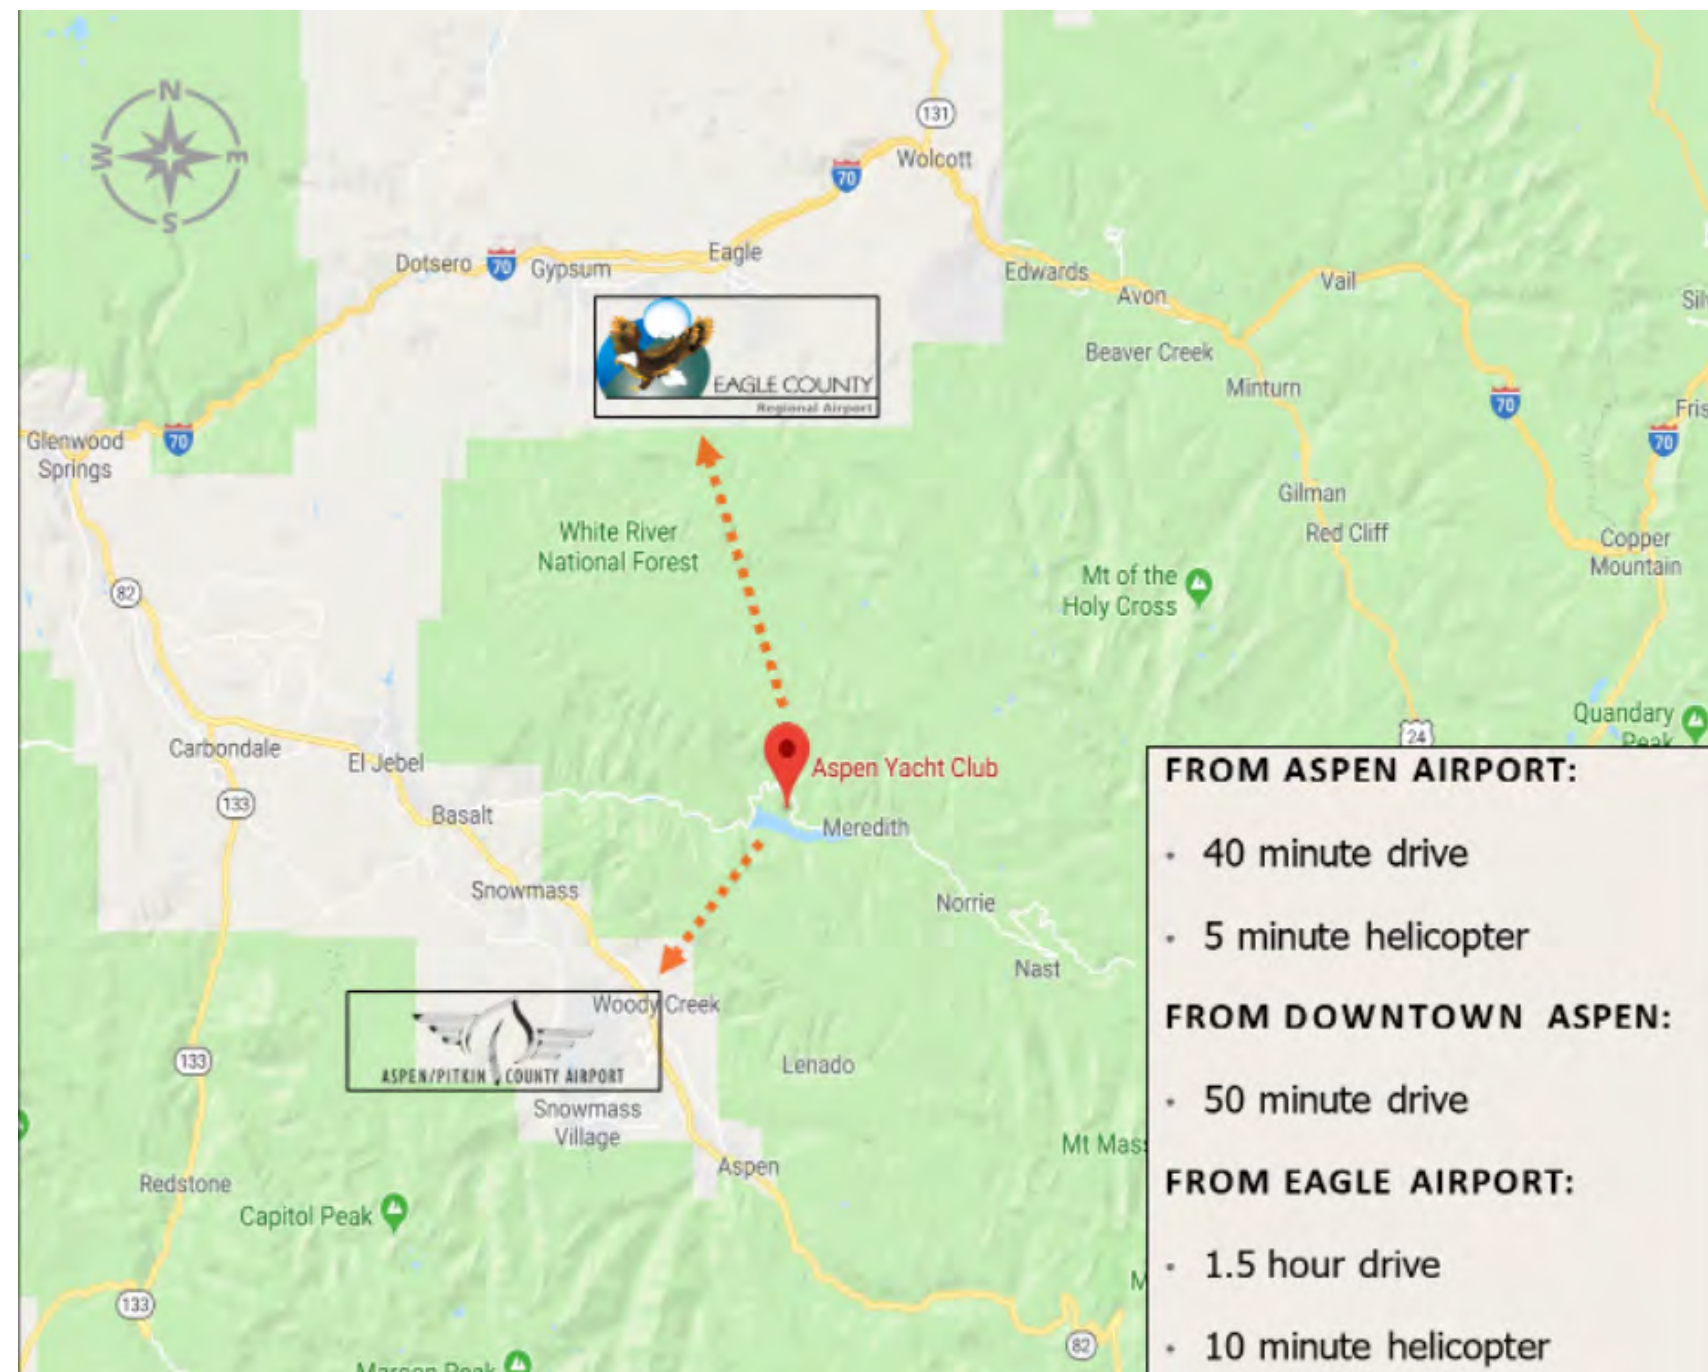 N
W
E
S
131
Wolcott
70
Dotsero
70
Gypsum
Eagle
Edwards
Avon
Vail
Beaver Creek
Minturn
EAGLE COUNTY
Regional Airport
70
70
Glenwood
Springs
70
Gilman
Red Cliff
Copper
Mountain
White River
National Forest
Mt of the
Holy Cross
82
Quandary
Peak
24
Carbondale
El Jebel
Aspen Yacht Club
133
Basalt
Meredith
Snowmass
Norrie
Nast
Woody Creek
ASPEN/PITKIN COUNTY AIRPORT
133
Lenado
Snowmass
Village
Aspen
Redstone
Capitol Peak
133
82
Maroon Peak
FROM ASPEN AIRPORT:
· 40 minute drive
· 5 minute helicopter
FROM DOWNTOWN ASPEN:
· 50 minute drive
FROM EAGLE AIRPORT:
· 1.5 hour drive
· 10 minute helicopter